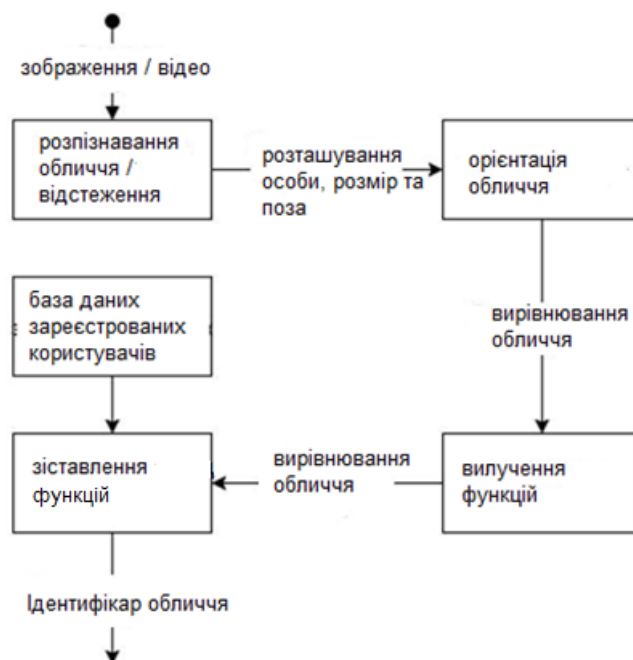 зображення / відео
розпізнавання
обличчя /
відстеження
розташування
особи, розмір та
поза
орієнтація
обличчя
вирівнювання
обличчя
база даних
зареєстрованих
користувачів
зіставлення
функцій
вирівнювання
обличчя
вилучення
функцій
Ідентифікар обличчя